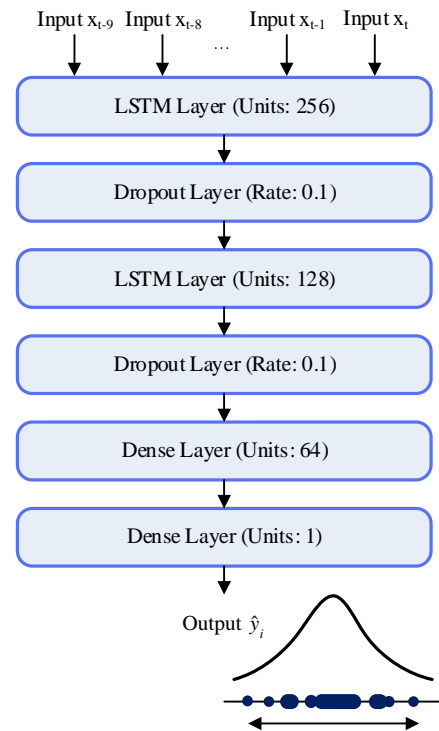 Input xₜ₋₉ Input xₜ₋₈ ... Input xₜ₋₁ Input xₜ
LSTM Layer (Units: 256)
Dropout Layer (Rate: 0.1)
LSTM Layer (Units: 128)
Dropout Layer (Rate: 0.1)
Dense Layer (Units: 64)
Dense Layer (Units: 1)
Output ŷᵢ